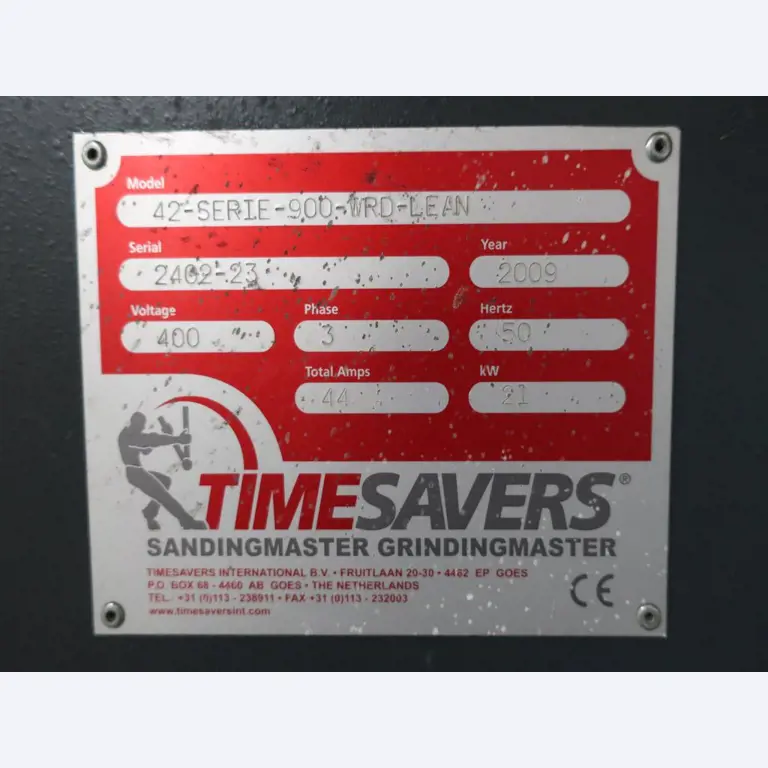 Model
42-SERIE-900-WRD-LEAN
Serial Year
2402-23 2009
Voltage Phase Hertz
400 3 50
Total Amps kW
44 21
TIMESAVERS®
SANDINGMASTER GRINDINGMASTER
TIMESAVERS INTERNATIONAL B.V. • FRUITLAAN 20-30 • 4462 EP GOES
P.O. BOX 68 - 4460 AB GOES • THE NETHERLANDS
TEL. +31 (0)113 - 238911 • FAX +31 (0)113 - 232003
www.timesaversint.com
CE